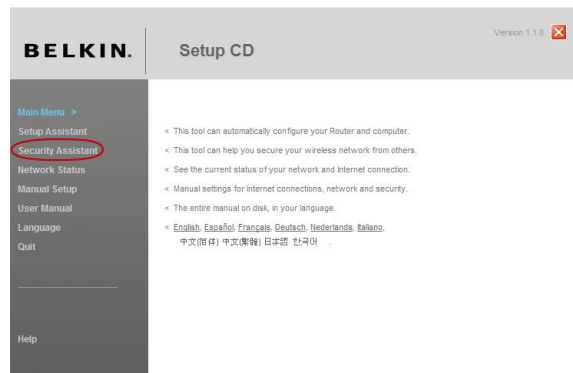 Version 1.1.0
BELKIN.
Setup CD
Main Menu >
Setup Assistant
< This tool can automatically configure your Router and computer.
Security Assistant
< This tool can help you secure your wireless network from others.
Network Status
< See the current status of your network and Internet connection.
Manual Setup
< Manual settings for Internet connections, network and security.
User Manual
< The entire manual on disk, in your language.
Language
< English, Español, Français, Deutsch, Nederlands, Italiano,
中文(简体) 中文(繁體) 日本語 한국어 .
Quit
Help